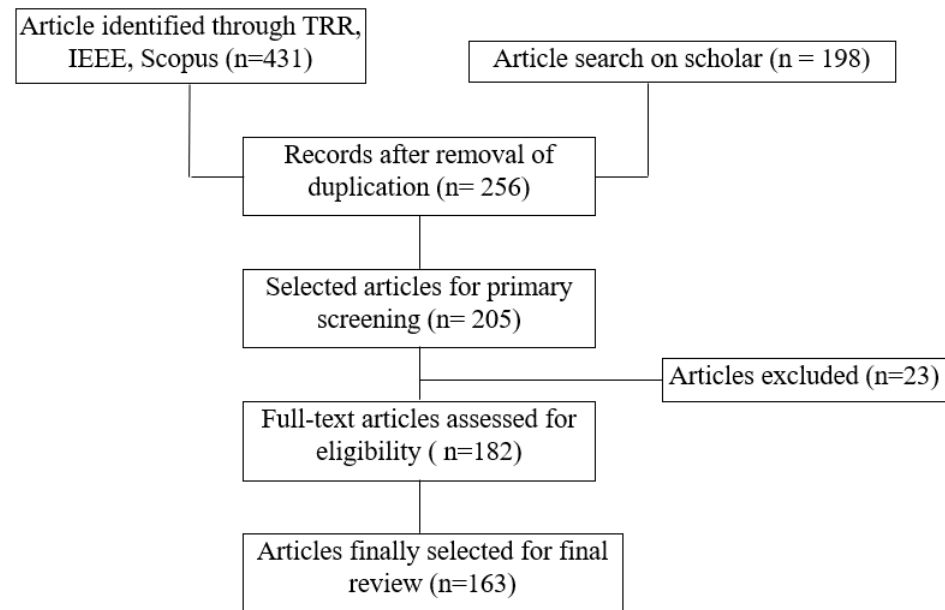 Article identified through TRR,
IEEE, Scopus (n=431)
Article search on scholar (n = 198)
Records after removal of
duplication (n= 256)
Selected articles for primary
screening (n= 205)
Articles excluded (n=23)
Full-text articles assessed for
eligibility ( n=182)
Articles finally selected for final
review (n=163)